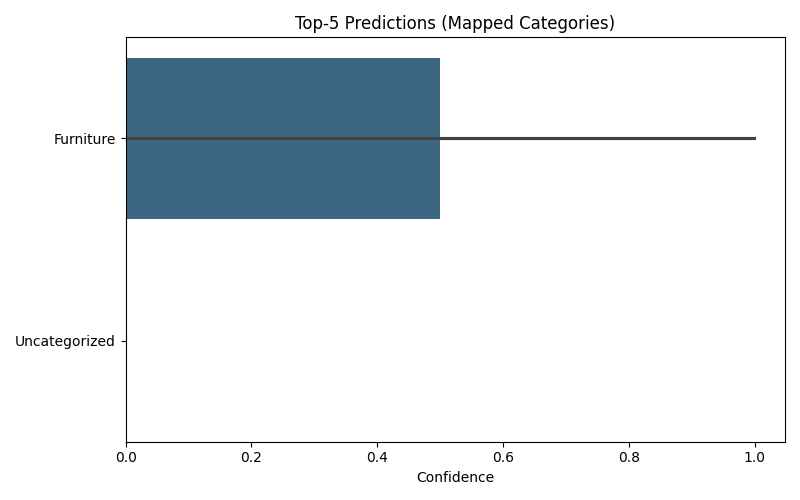 Top-5 Predictions (Mapped Categories)
Furniture
Uncategorized
0.0 0.2 0.4 0.6 0.8 1.0
Confidence